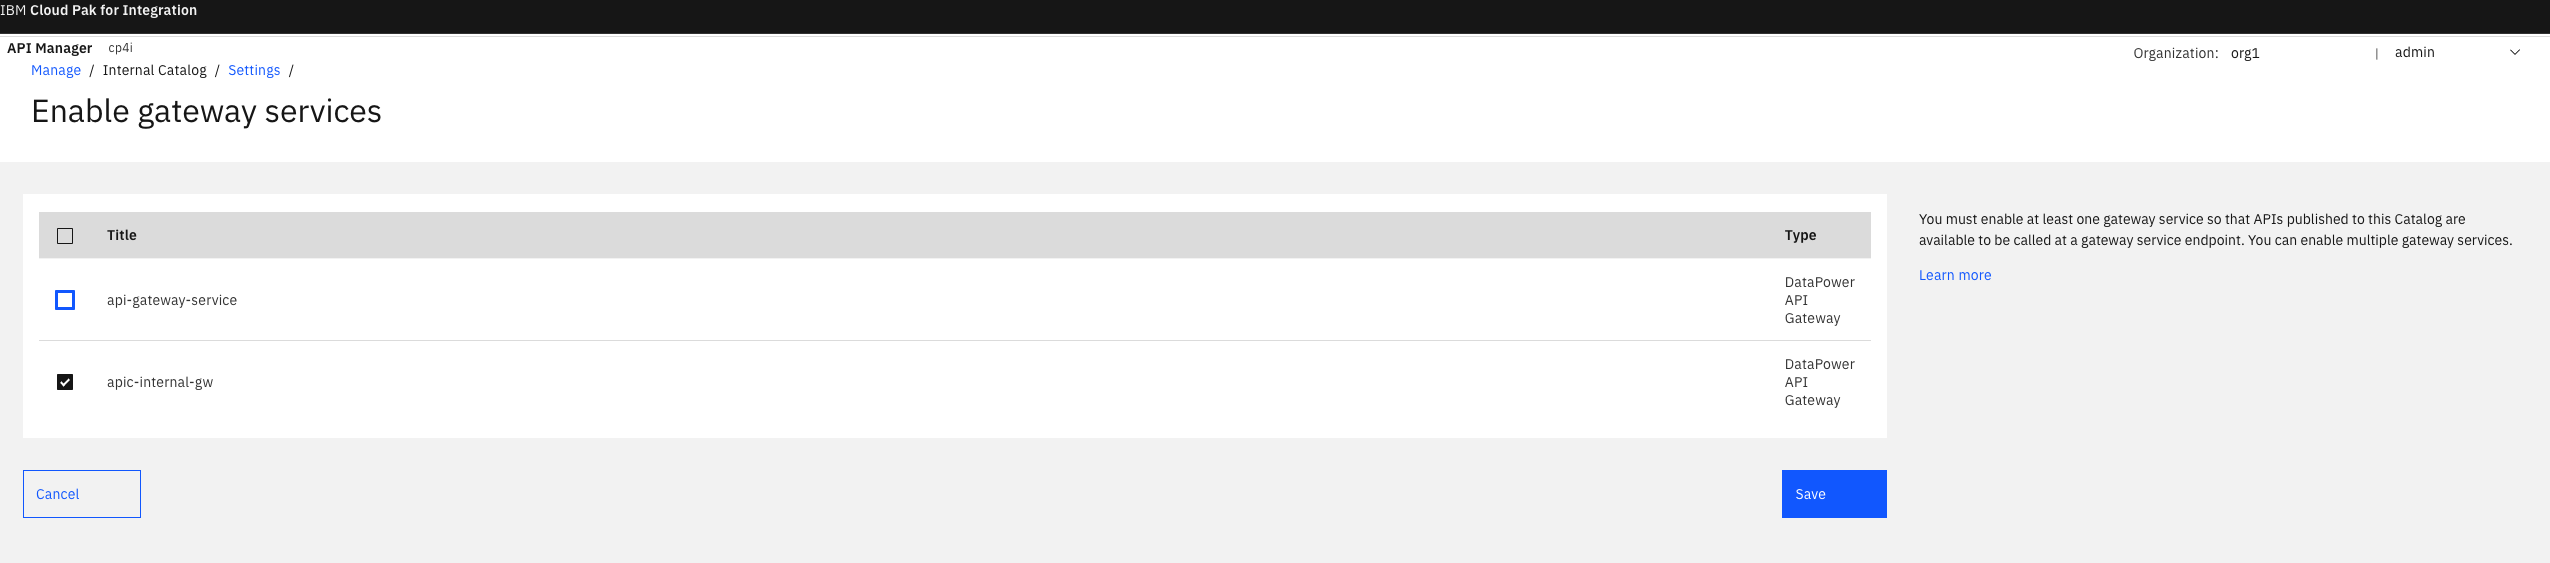 IBM Cloud Pak for Integration
API Manager cp4i
Organization: org1 | admin
Manage / Internal Catalog / Settings /
Enable gateway services
Title Type
api-gateway-service
DataPower
API
Gateway
apic-internal-gw
DataPower
API
Gateway
You must enable at least one gateway service so that APIs published to this Catalog are
available to be called at a gateway service endpoint. You can enable multiple gateway services.
Learn more
Cancel
Save